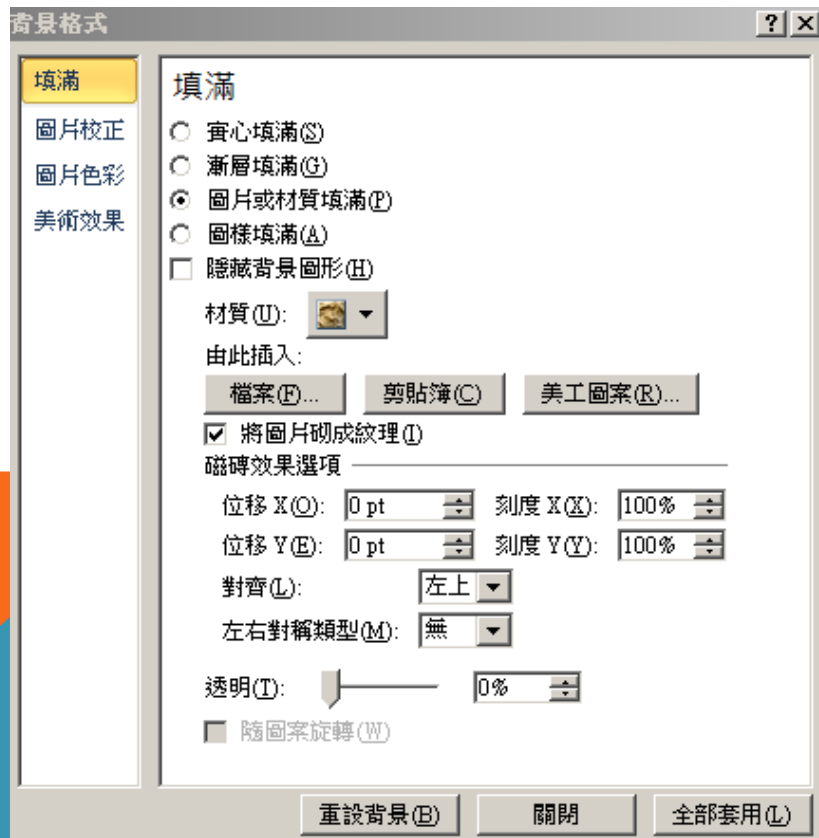 背景格式
填滿
圖片校正
圖片色彩
美術效果
填滿
實心填滿(S)
漸層填滿(G)
圖片或材質填滿(P)
圖樣填滿(A)
隱藏背景圖形(H)
材質(U):
由此插入:
檔案(F)... 剪貼簿(C) 美工圖案(R)...
將圖片砌成紋理(I)
磁磚效果選項
位移 X(O): 0 pt 刻度 X(X): 100%
位移 Y(E): 0 pt 刻度 Y(Y): 100%
對齊(L): 左上
左右對稱類型(M): 無
透明(T): 0%
隨圖案旋轉(W)
重設背景(B) 關閉 全部套用(L)